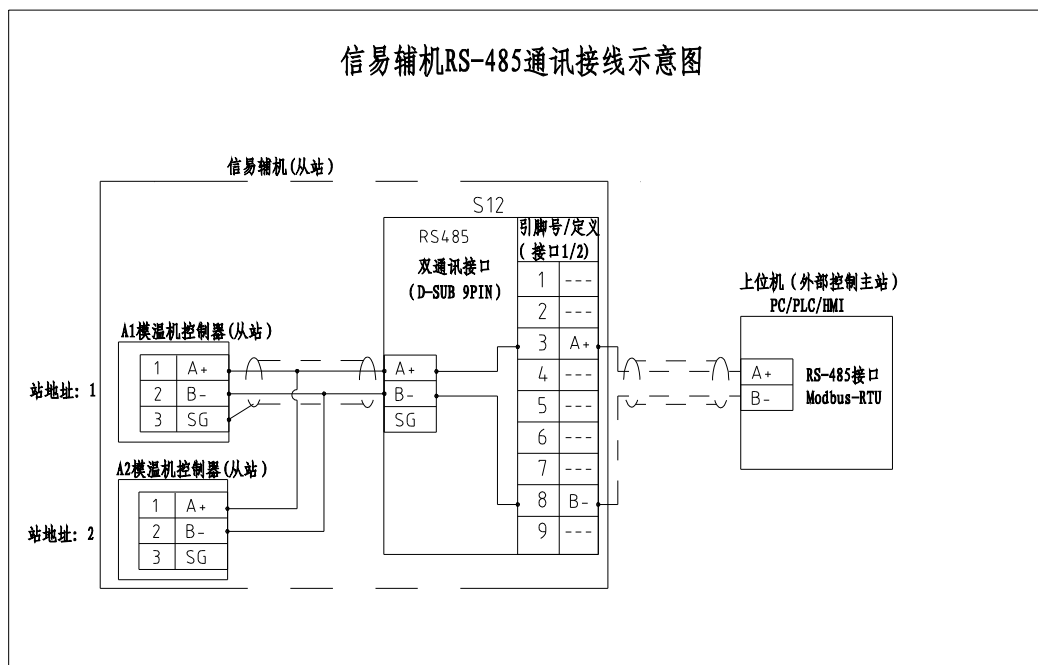 信易辅机RS-485通讯接线示意图
信易辅机(从站)
S12
RS485
双通讯接口
(D-SUB 9PIN)
引脚号/定义
(接口1/2)
1 ---
2 ---
3 A+
4 ---
5 ---
6 ---
7 ---
8 B-
9 ---
A+
B-
SG
A1模温机控制器(从站)
站地址: 1
1 A+
2 B-
3 SG
A2模温机控制器(从站)
站地址: 2
1 A+
2 B-
3 SG
上位机(外部控制主站)
PC/PLC/HMI
A+
B-
RS-485接口
Modbus-RTU